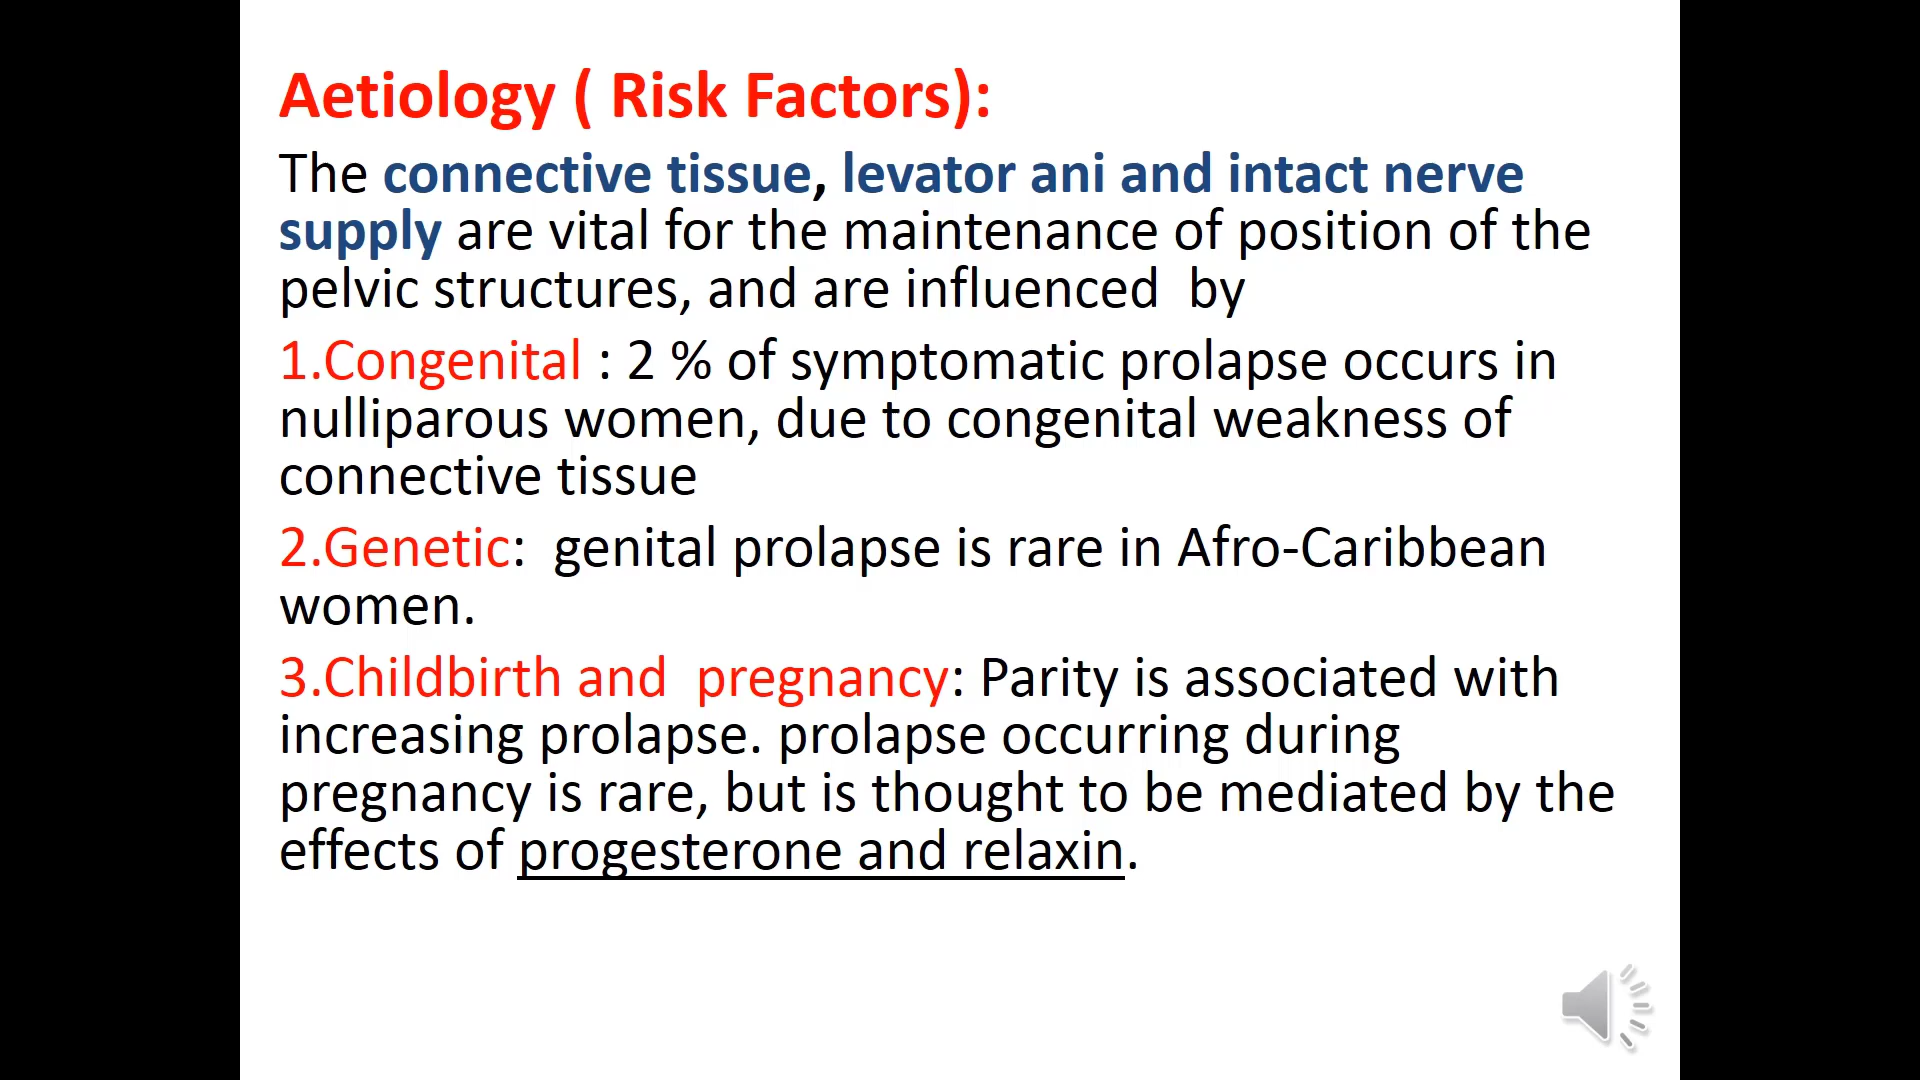 Aetiology ( Risk Factors):
The connective tissue, levator ani and intact nerve
supply are vital for the maintenance of position of the
pelvic structures, and are influenced  by
1.Congenital : 2 % of symptomatic prolapse occurs in
nulliparous women, due to congenital weakness of
connective tissue
2.Genetic:  genital prolapse is rare in Afro-Caribbean
women.
3.Childbirth and  pregnancy: Parity is associated with
increasing prolapse. prolapse occurring during
pregnancy is rare, but is thought to be mediated by the
effects of progesterone and relaxin.